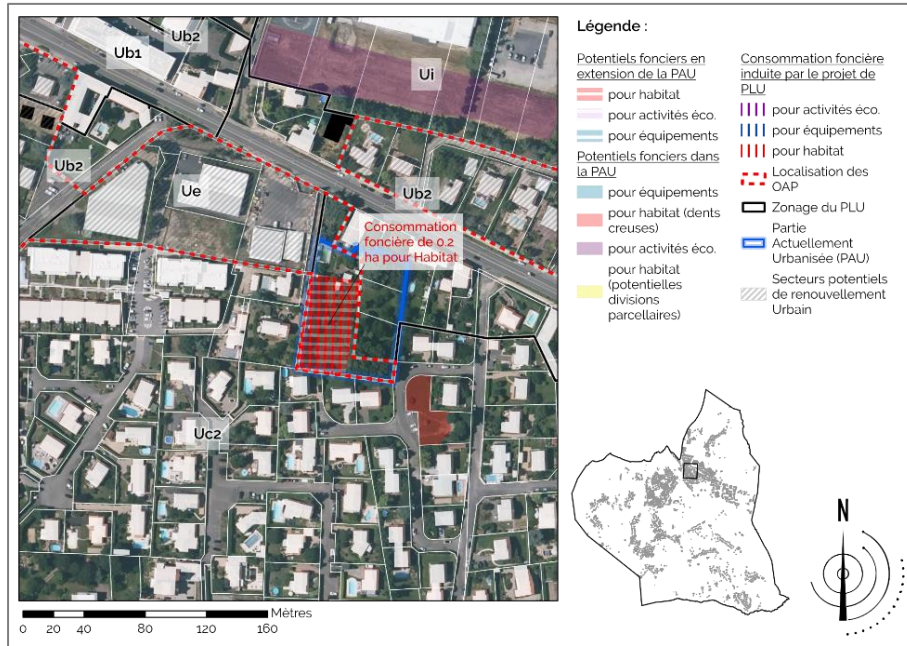 Ub1
Ub2
Ui
Ub2
Ue
Ub2
Consommation
foncière de 0.2
ha pour Habitat
Uc2
Mètres
0 20 40 80 120 160
Légende :
Potentiels fonciers en
extension de la PAU
pour habitat
pour activités éco.
pour équipements
Potentiels fonciers dans
la PAU
pour équipements
pour habitat (dents
creuses)
pour activités éco.
pour habitat
(potentielles
divisions
parcellaires)
Consommation foncière
induite par le projet de
PLU
pour activités éco.
pour équipements
pour habitat
Localisation des
OAP
Zonage du PLU
Partie
Actuellement
Urbanisée (PAU)
Secteurs potentiels
de renouvellement
Urbain
N